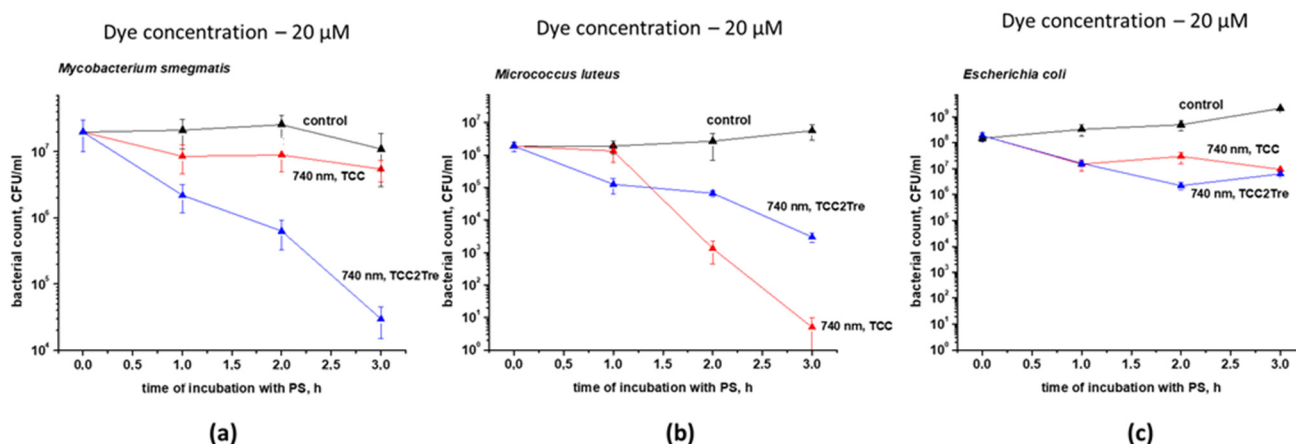 Dye concentration – 20 μM
Mycobacterium smegmatis
bacterial count, CFU/ml
10⁷
10⁶
10⁵
10⁴
control
740 nm, TCC
740 nm, TCC2Tre
0,0 0,5 1,0 1,5 2,0 2,5 3,0
time of incubation with PS, h
(a)
Dye concentration – 20 μM
Micrococcus luteus
bacterial count, CFU/ml
10⁷
10⁶
10⁵
10⁴
10³
10²
10¹
10⁰
control
740 nm, TCC2Tre
740 nm, TCC
0,0 0,5 1,0 1,5 2,0 2,5 3,0
time of incubation with PS, h
(b)
Dye concentration – 20 μM
Escherichia coli
bacterial count, CFU/ml
10⁹
10⁸
10⁷
10⁶
10⁵
10⁴
10³
10²
10¹
10⁰
control
740 nm, TCC
740 nm, TCC2Tre
0,0 0,5 1,0 1,5 2,0 2,5 3,0
time of incubation with PS, h
(c)